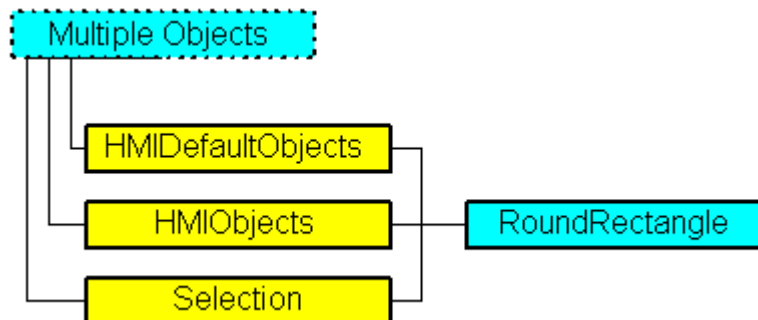 Multiple Objects
HMIDefaultObjects
HMIObjects
RoundRectangle
Selection